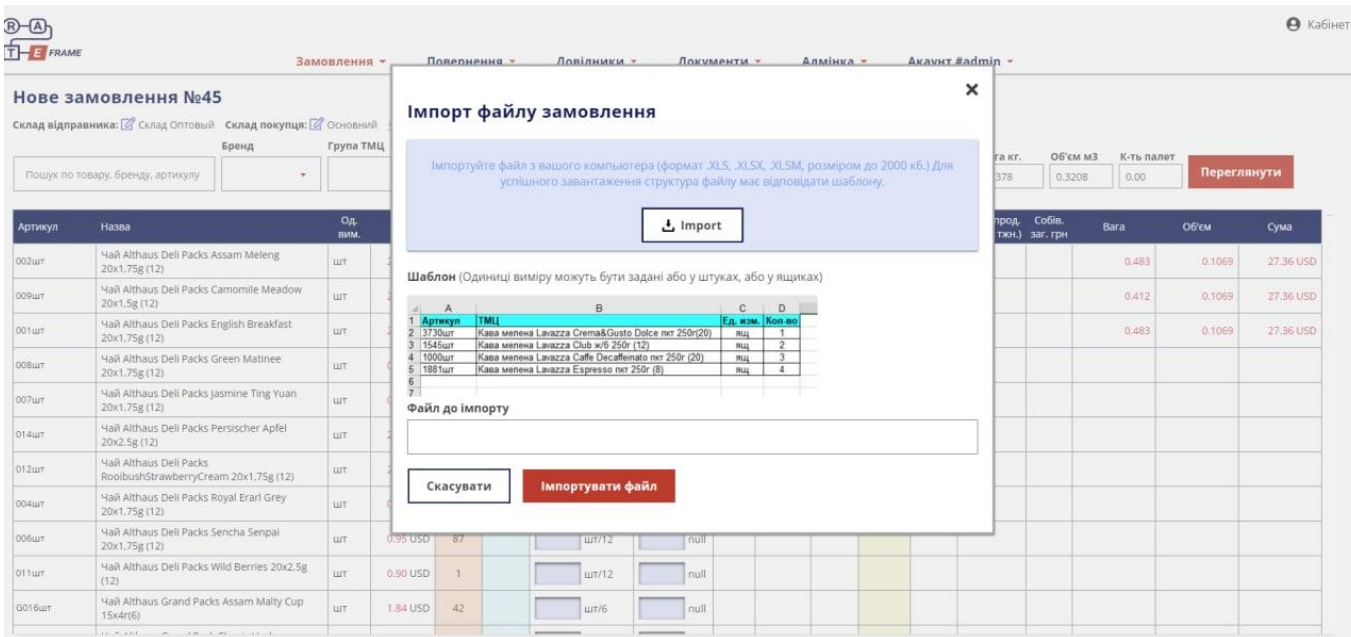 R A
T E FRAME
Кабінет
Замовлення Повернення Довідники Документи Адмінка Акаунт #admin
Нове замовлення №45
Склад відправника: Склад Оптовый Склад покупця: Основний
Бренд Група ТМЦ
Об'єм м3 К-ть палет
Пошук по товару, бренду, артикулу
378 0.3208 0.00 Переглянути
Артикул Назва Од. вим. Собів. заг. грн Вага Об'єм Сума
Імпорт файлу замовлення
Імпортуйте файл з вашого компьютера (формат .XLS, .XLSX, .XLSM, розміром до 2000 кб.) Для
успішного завантаження структура файлу має відповідати шаблону.
Import
Шаблон (Одиниці виміру можуть бути задані або у штуках, або у ящиках)
A B C D
1 Артикул ТМЦ Ед. изм. Кол-во
2 3730шт Кава мелена Lavazza Crema&Gusto Dolce пкт 250г(20) ящ 1
3 1545шт Кава мелена Lavazza Club ж/б 250г (12) ящ 2
4 1000шт Кава мелена Lavazza Caffe Decaffeinato пкт 250г (20) ящ 3
5 1881шт Кава мелена Lavazza Espresso пкт 250г (8) ящ 4
6
7
Файл до імпорту
Скасувати Імпортувати файл
002шт Чай Althaus Deli Packs Assam Meleng
20x1,75g (12) шт 0.483 0.1069 27.36 USD
009шт Чай Althaus Deli Packs Camomile Meadow
20x1,5g (12) шт 0.412 0.1069 27.36 USD
001шт Чай Althaus Deli Packs English Breakfast
20x1,75g (12) шт 0.483 0.1069 27.36 USD
008шт Чай Althaus Deli Packs Green Matinee
20x1,75g (12) шт
007шт Чай Althaus Deli Packs Jasmine Ting Yuan
20x1,75g (12) шт
014шт Чай Althaus Deli Packs Persischer Apfel
20x2.5g (12) шт
012шт Чай Althaus Deli Packs
RooibushStrawberryCream 20x1,75g (12) шт
004шт Чай Althaus Deli Packs Royal Erarl Grey
20x1,75g (12) шт
006шт Чай Althaus Deli Packs Sencha Senpai
20x1,75g (12) шт 0.95 USD 87 шт/12 null
011шт Чай Althaus Deli Packs Wild Berries 20x2.5g
(12) шт 0.90 USD 1 шт/12 null
G016шт Чай Althaus Grand Packs Assam Malty Cup
15x4г(6) шт 1.84 USD 42 шт/6 null